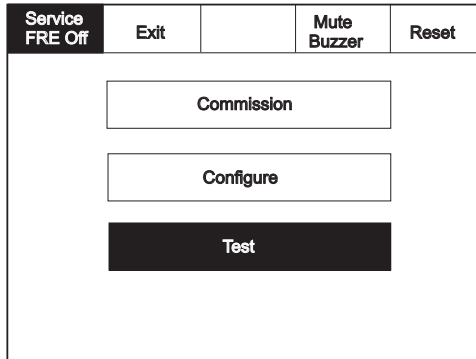 Service
FRE Off
Exit
Mute
Buzzer
Reset
Commission
Configure
Test